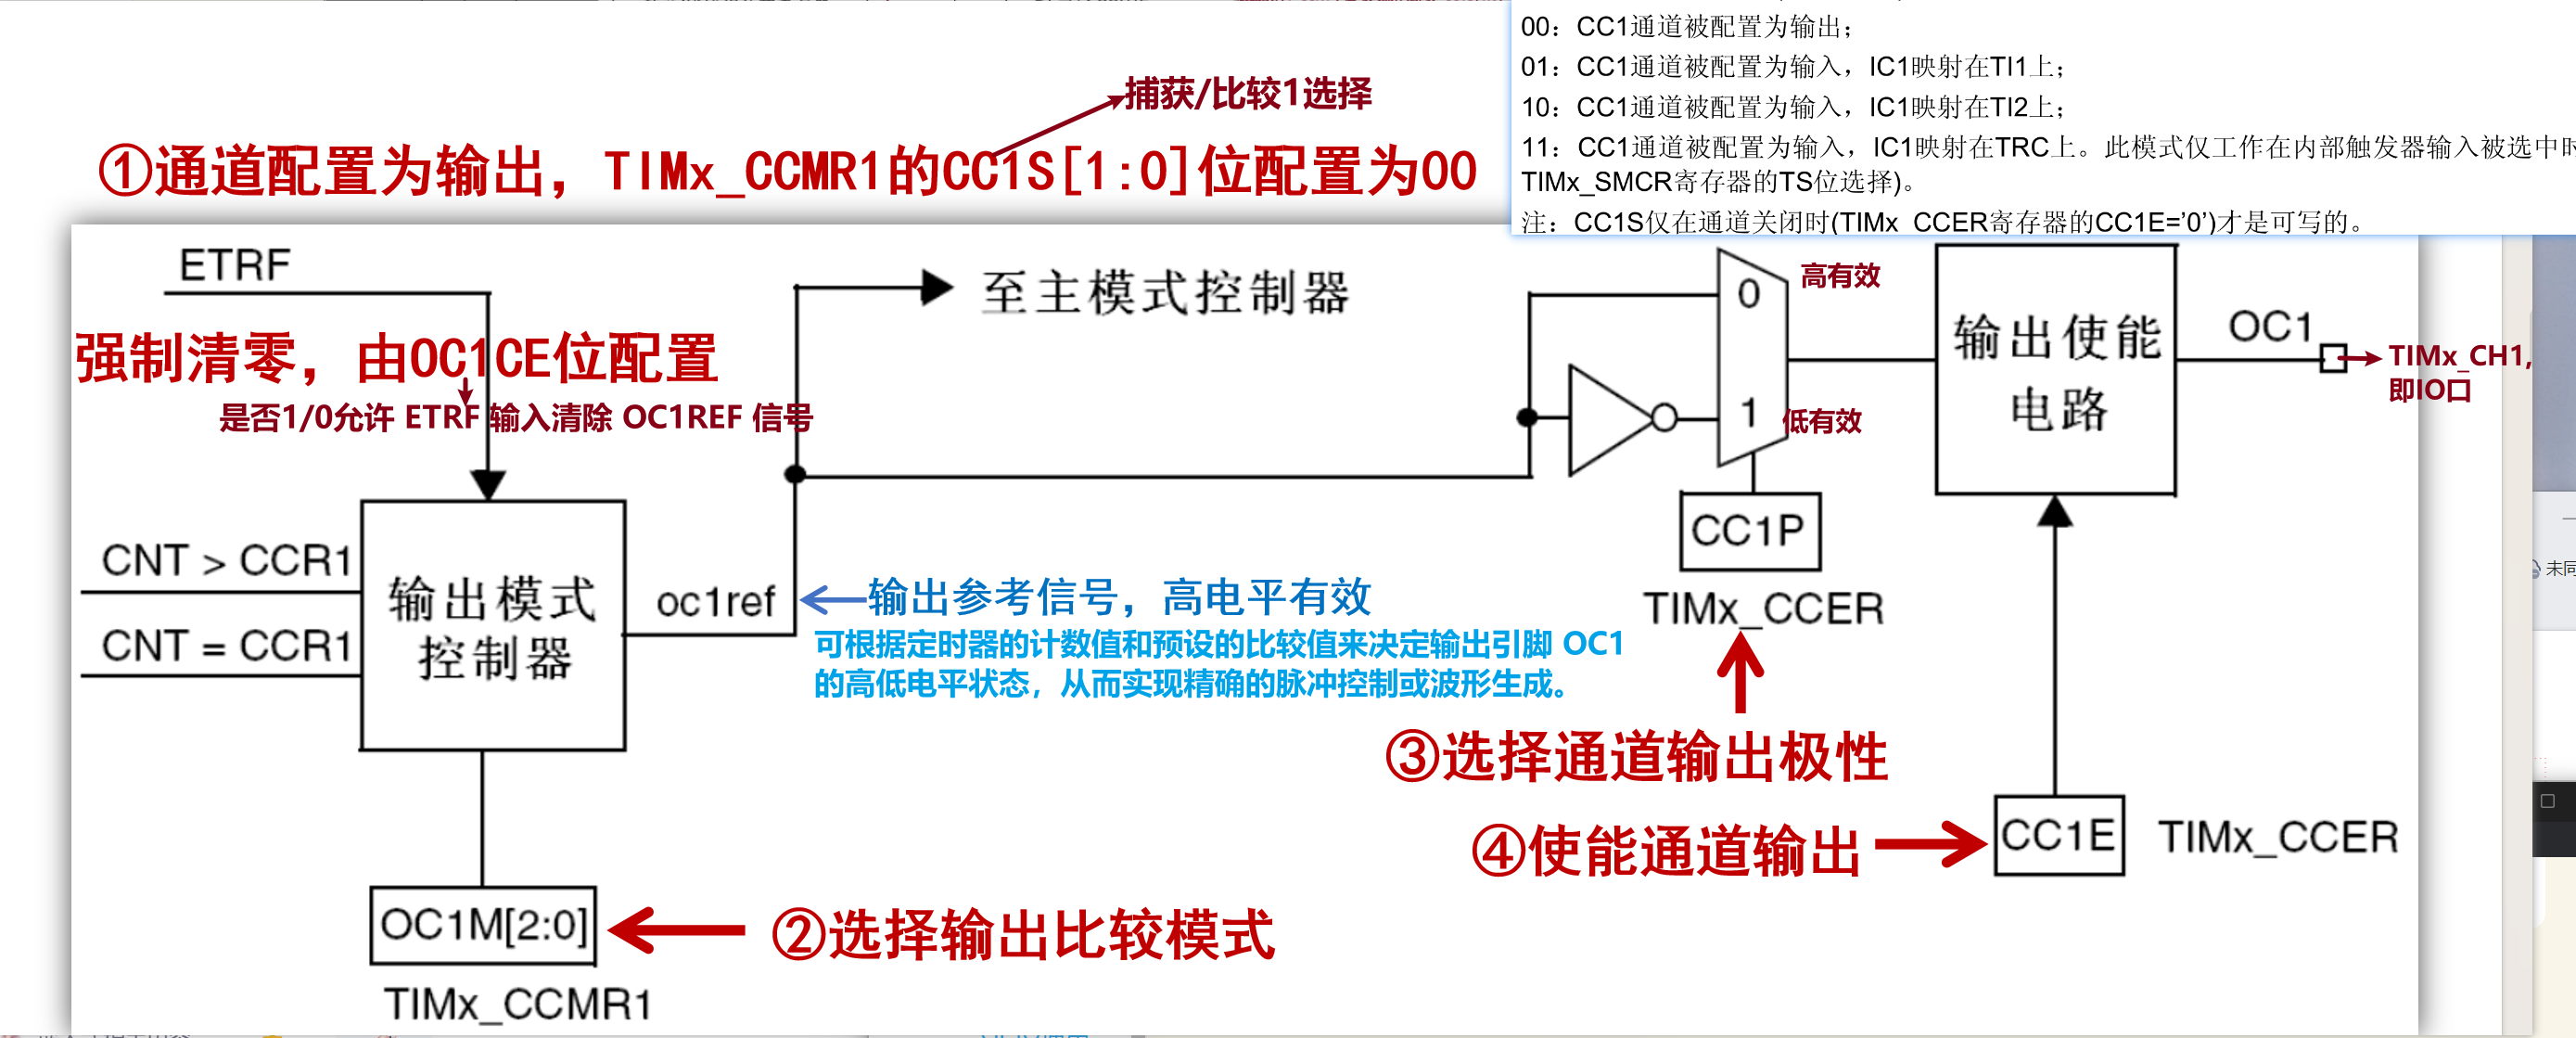 00：CC1通道被配置为输出；
01：CC1通道被配置为输入，IC1映射在TI1上；
10：CC1通道被配置为输入，IC1映射在TI2上；
11：CC1通道被配置为输入，IC1映射在TRC上。此模式仅工作在内部触发器输入被选中时
TIMx_SMCR寄存器的TS位选择)。
注：CC1S仅在通道关闭时(TIMx_CCER寄存器的CC1E=’0’)才是可写的。
捕获/比较1选择
①通道配置为输出，TIMx_CCMR1的CC1S[1:0]位配置为00
ETRF
至主模式控制器
强制清零，由OC1CE位配置
是否1/0允许 ETRF 输入清除 OC1REF 信号
0
高有效
1
低有效
输出使能
电路
OC1
TIMx_CH1,
即IO口
CNT > CCR1
CNT = CCR1
输出模式
控制器
oc1ref
输出参考信号，高电平有效
可根据定时器的计数值和预设的比较值来决定输出引脚 OC1
的高低电平状态，从而实现精确的脉冲控制或波形生成。
CC1P
TIMx_CCER
③选择通道输出极性
④使能通道输出
CC1E
TIMx_CCER
OC1M[2:0]
②选择输出比较模式
TIMx_CCMR1
未同